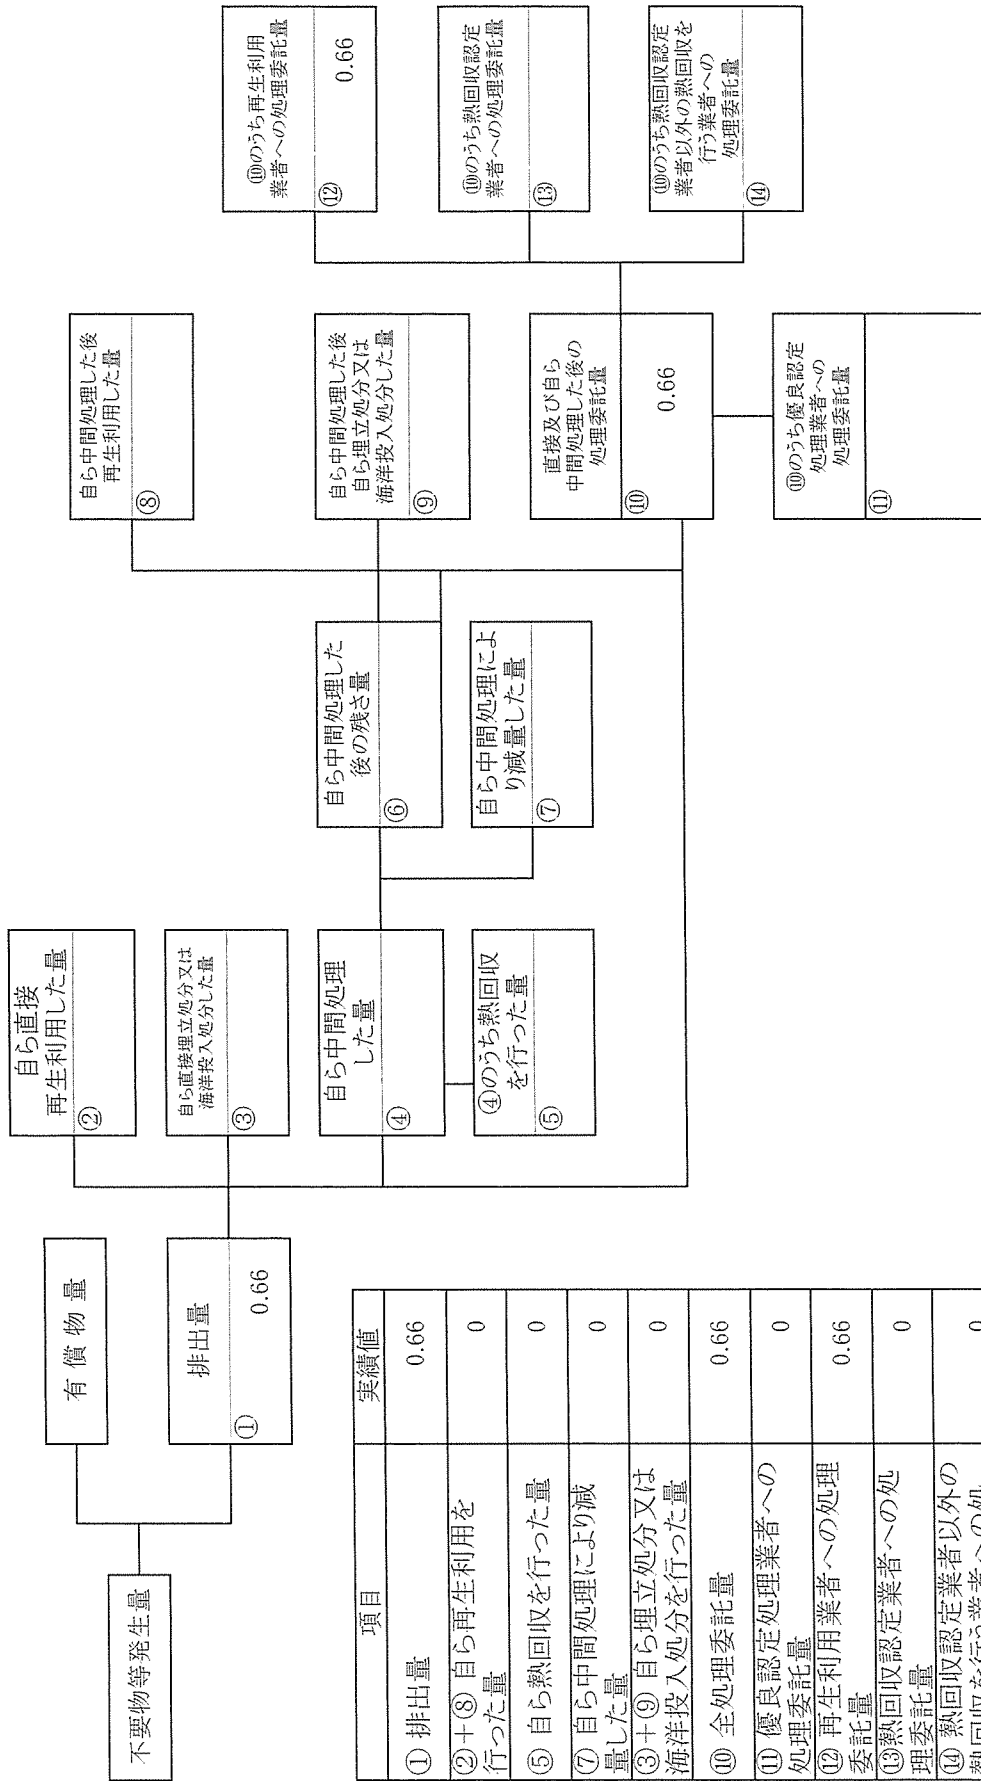 不要物等発生量
有償物量
排出量
①
0.66
自ら直接
再生利用した量
②
自ら直接埋立処分又は
海洋投入処分した量
③
自ら中間処理
した量
④
④のうち熱回収
を行った量
⑤
自ら中間処理した
後の残さ量
⑥
自ら中間処理によ
り減量した量
⑦
自ら中間処理した後
再生利用した量
⑧
自ら中間処理した後
自ら埋立処分又は
海洋投入処分した量
⑨
直接及び自ら
中間処理した後の
処理委託量
⑩
0.66
⑩のうち優良認定
処理業者への
処理委託量
⑪
⑩のうち再生利用
業者への処理委託量
⑫
0.66
⑩のうち熱回収認定
業者への処理委託量
⑬
⑩のうち熱回収認定
業者以外の熱回収を
行う業者への
処理委託量
⑭
項目 実績値
① 排出量 0.66
②+⑧ 自ら再生利用を
行った量 0
⑤ 自ら熱回収を行った量 0
⑦ 自ら中間処理により減
量した量 0
③+⑨ 自ら埋立処分又は
海洋投入処分を行った量 0
⑩ 全処理委託量 0.66
⑪ 優良認定処理業者への
処理委託量 0
⑫ 再生利用業者への処理
委託量 0.66
⑬熱回収認定業者への処
理委託量 0
⑭ 熱回収認定業者以外の
熱回収を行う業者への処 0